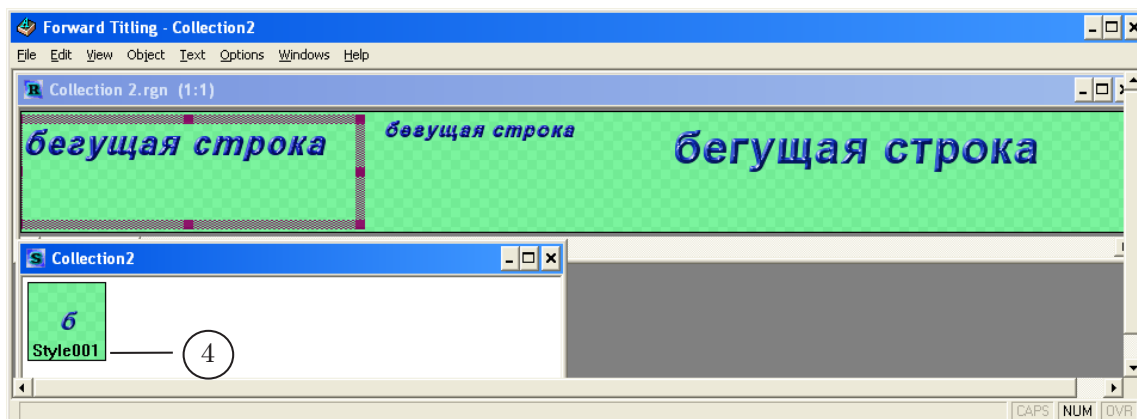 Forward Titling - Collection2
File Edit View Object Text Options Windows Help
Collection 2.rgn (1:1)
бегущая строка бегущая строка бегущая строка
Collection2
б
Style001
4
CAPS NUM OVR